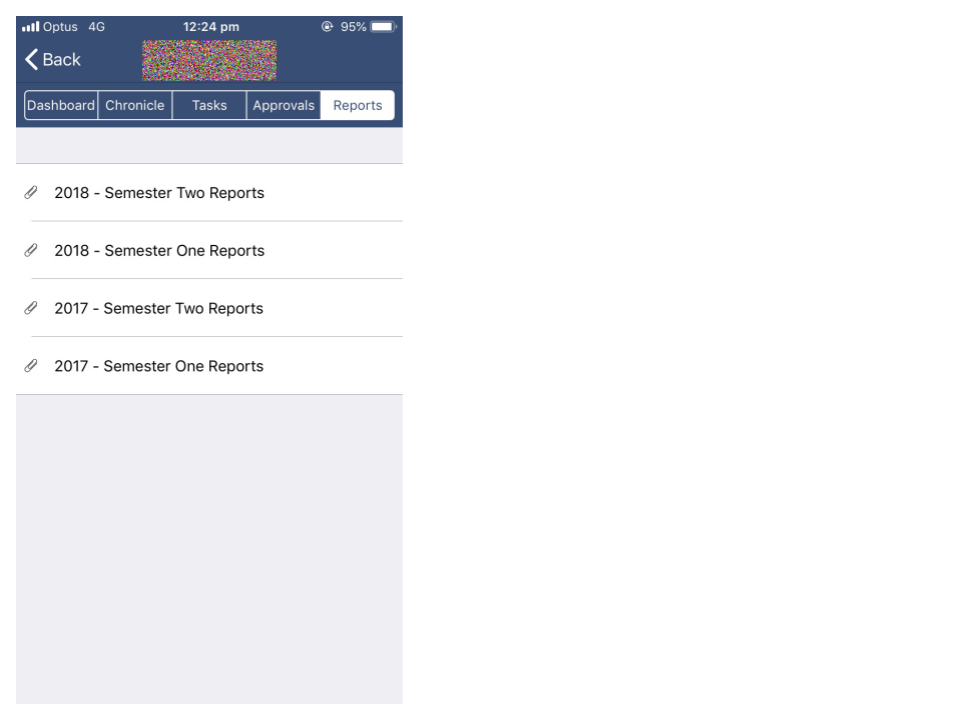 Optus 4G 12:24 pm 95%
Back
Dashboard Chronicle Tasks Approvals Reports
2018 - Semester Two Reports
2018 - Semester One Reports
2017 - Semester Two Reports
2017 - Semester One Reports